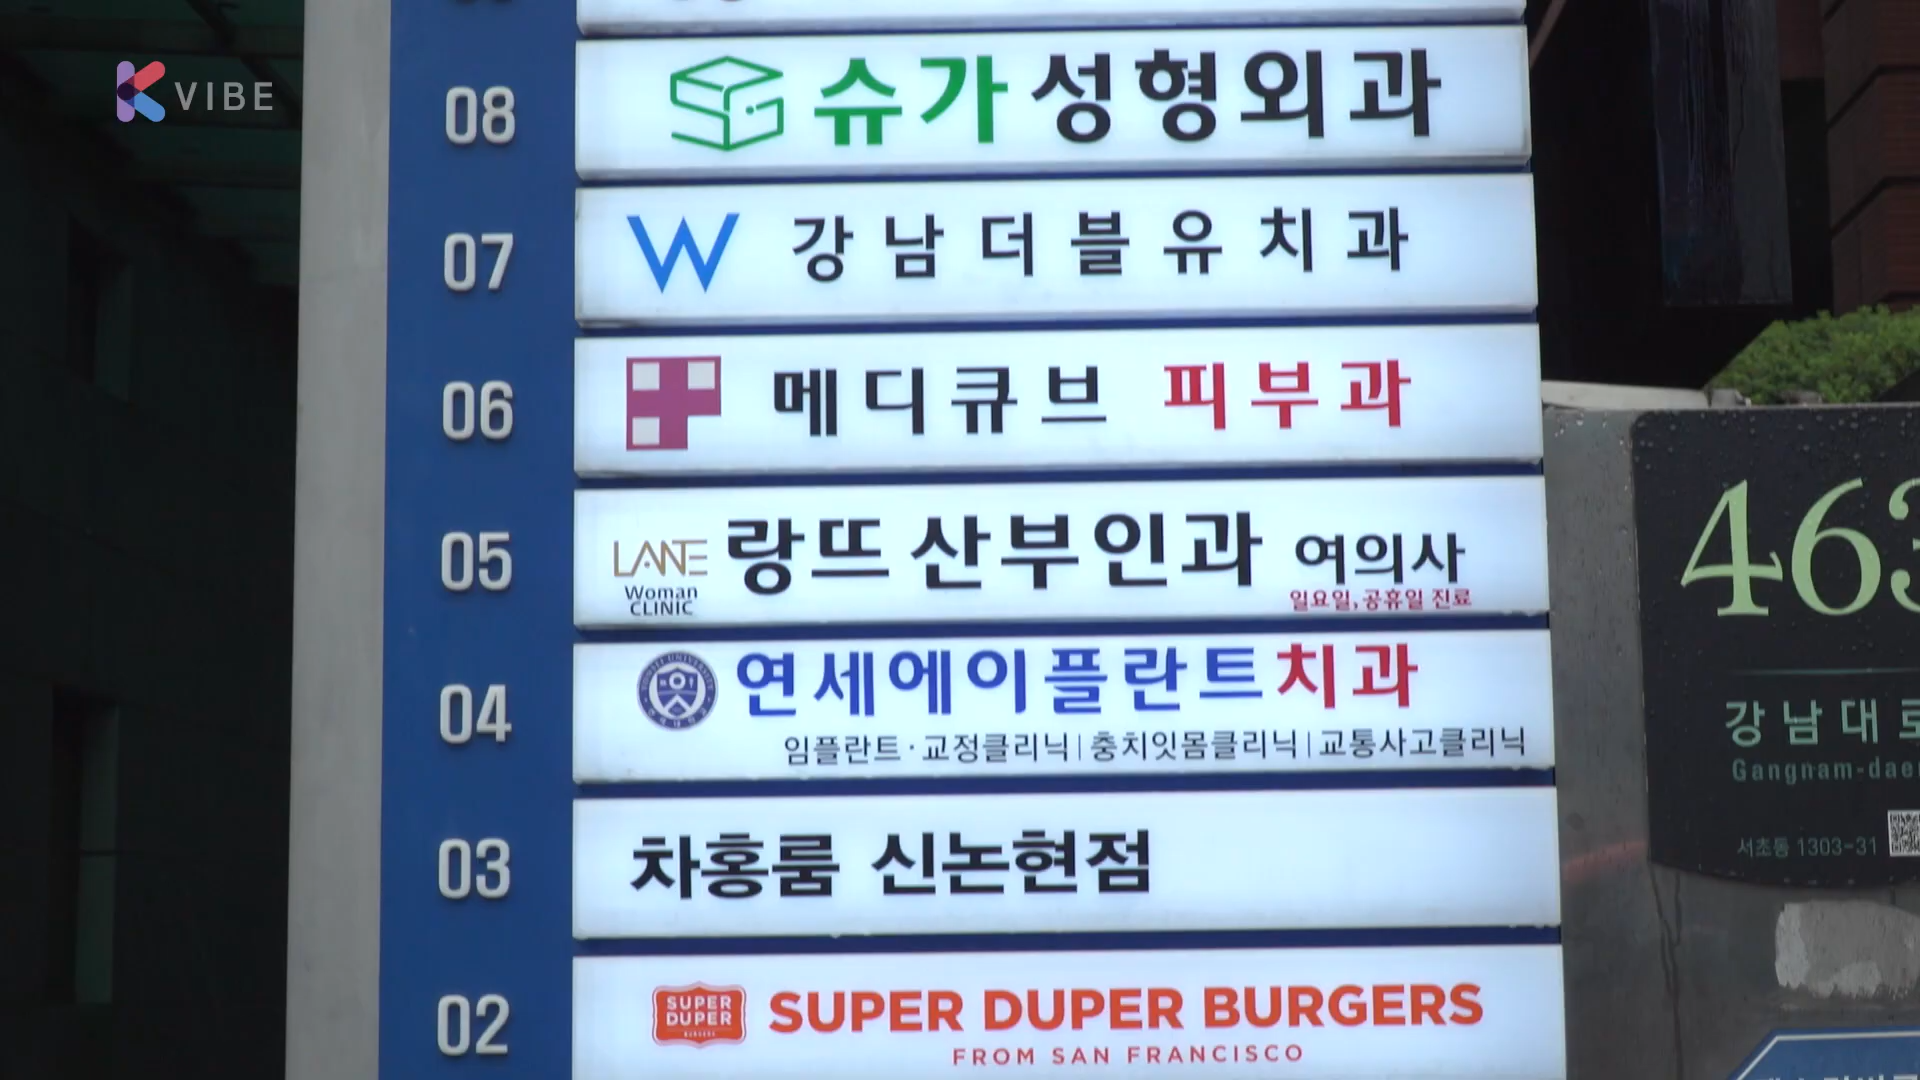 K VIBE
08 SG 슈가성형외과
07 W 강남더블유치과
06 메디큐브 피부과
05 LANTE Woman CLINIC 랑뜨 산부인과 여의사
일요일, 공휴일 진료
04 연세에이플란트치과
임플란트·교정클리닉|충치잇몸클리닉|교통사고클리닉
03 차홍룸 신논현점
02 SUPER DUPER SUPER DUPER BURGERS
FROM SAN FRANCISCO
463
강남대로
Gangnam-dae
서초동 1303-31